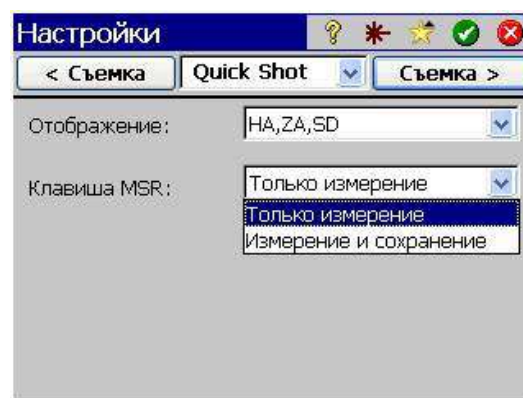 Настройки
< Съемка Quick Shot Съемка >
Отображение: HA,ZA,SD
Клавиша MSR: Только измерение
Только измерение
Измерение и сохранение